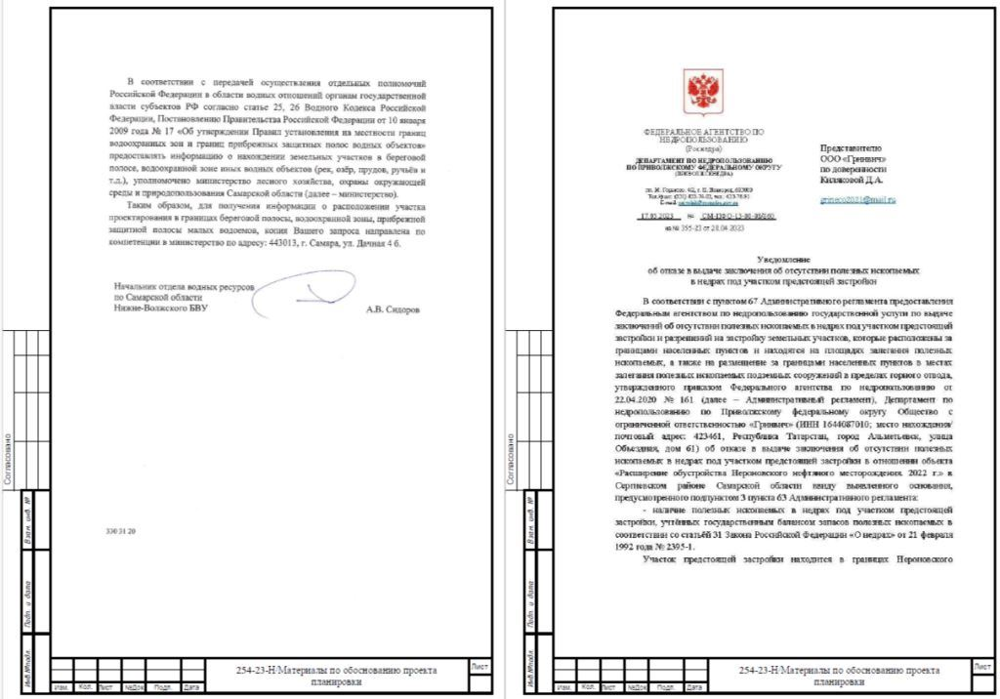 В соответствии с передачей осуществления отдельных полномочий
Российской Федерации в области водных отношений органам государственной
власти субъектов РФ согласно статье 25, 26 Водного Кодекса Российской
Федерации, Постановлению Правительства Российской Федерации от 10 января
2009 года № 17 «Об утверждении Правил установления на местности границ
водоохранных зон и границ прибрежных защитных полос водных объектов»
предоставлять информацию о нахождении земельных участков в береговой
полосе, водоохранной зоне иных водных объектов (рек, озёр, прудов, ручьёв и
т.д.), уполномочено министерство лесного хозяйства, охраны окружающей
среды и природопользования Самарской области (далее – министерство).
Таким образом, для получения информации о расположении участка
проектирования в границах береговой полосы, водоохранной зоны, прибрежной
защитной полосы малых водоемов, копия Вашего запроса направлена по
компетенции в министерство по адресу: 443013, г. Самара, ул. Дачная 4 б.
Начальник отдела водных ресурсов
по Самарской области
Нижне-Волжского БВУ
А.В. Сидоров
330 31 20
Согласовано
Взам. инв. №
Подп. и дата
Инв № подл.
Изм.
Кол.
Лист
№Док
Подп.
Дата
254-23-Н/Материалы по обоснованию проекта
планировки
Лист
ФЕДЕРАЛЬНОЕ АГЕНТСТВО ПО
НЕДРОПОЛЬЗОВАНИЮ
(Роснедра)
ДЕПАРТАМЕНТ ПО НЕДРОПОЛЬЗОВАНИЮ
ПО ПРИВОЛЖСКОМУ ФЕДЕРАЛЬНОМУ ОКРУГУ
(ПРИВОЛЖСКНЕДРА)
пл. М. Горького, 4/2, г. Н. Новгород, 603000
E-mail:
17.05.2023 №
на № 355-23 от 28.04.2023
Представителю
ООО «Гринвич»
по доверенности
Килякой Д.А.
grineco2021@mail.ru
Уведомление
об отказе в выдаче заключения об отсутствии полезных ископаемых
в недрах под участком предстоящей застройки
В соответствии с пунктом 67 Административного регламента предоставления
Федеральным агентством по недропользованию государственной услуги по выдаче
заключений об отсутствии полезных ископаемых в недрах под участком предстоящей
застройки и разрешений на застройку земельных участков, которые расположены за
границами населенных пунктов и находятся на площадях залегания полезных
ископаемых, а также на размещение за границами населенных пунктов в местах
залегания полезных ископаемых подземных сооружений в пределах горного отвода,
утвержденного приказом Федерального агентства по недропользованию от
22.04.2020 № 161 (далее – Административный регламент), Департамент по
недропользованию по Приволжскому федеральному округу Общество с
ограниченной ответственностью «Гринвич» (ИНН 1644087010; место нахождения/
почтовый адрес: 423461, Республика Татарстан, город Альметьевск, улица
Объездная, дом 61) об отказе в выдаче заключения об отсутствии полезных
ископаемых в недрах под участком предстоящей застройки в отношении объекта
«Расширение обустройства Нероновского нефтяного месторождения. 2022 г.» в
Сергиевском районе Самарской области ввиду выявленного основания,
предусмотренного подпунктом 3 пункта 63 Административного регламента:
- наличие полезных ископаемых в недрах под участком предстоящей
застройки, учтённых государственным балансом запасов полезных ископаемых в
соответствии со статьёй 31 Закона Российской Федерации «О недрах» от 21 февраля
1992 года № 2395-1.
Участок предстоящей застройки находится в границах Нероновского
Согласовано
Взам. инв. №
Подп. и дата
Инв № подл.
Изм.
Кол.
Лист
№Док
Подп.
Дата
254-23-Н/Материалы по обоснованию проекта
планировки
Лист